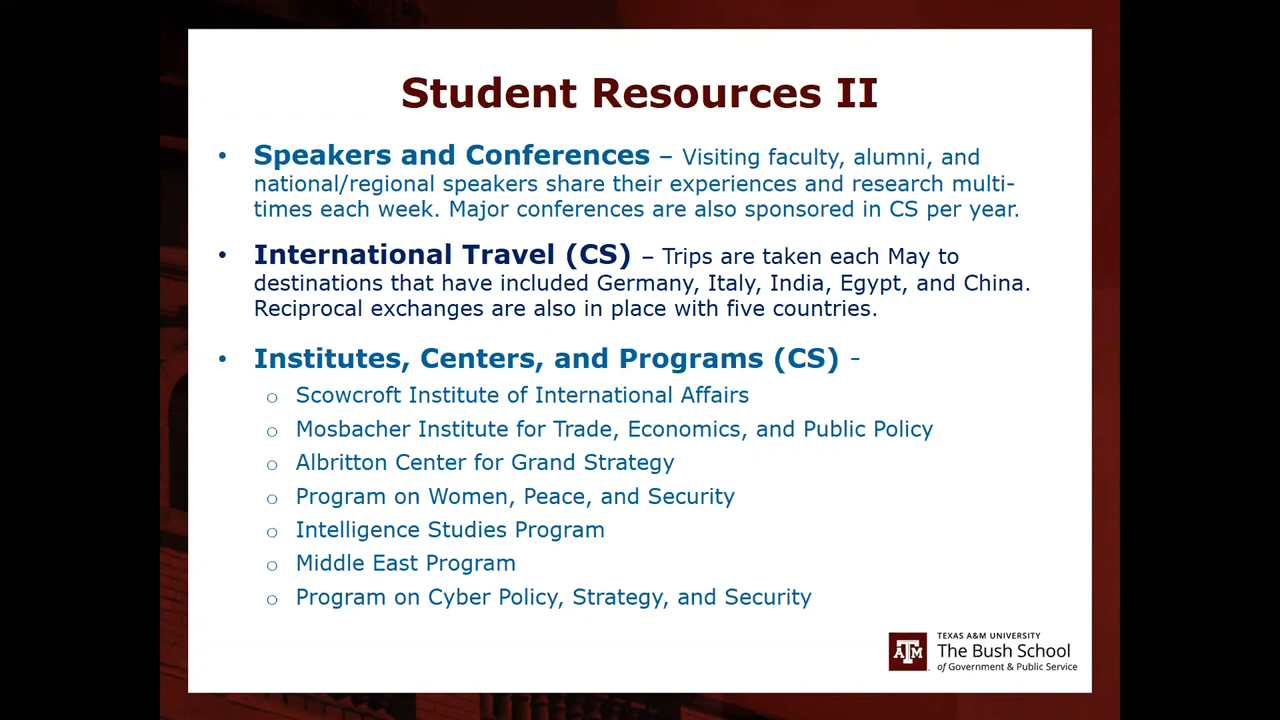 Student Resources II
• Speakers and Conferences – Visiting faculty, alumni, and
national/regional speakers share their experiences and research multi-
times each week. Major conferences are also sponsored in CS per year.
• International Travel (CS) – Trips are taken each May to
destinations that have included Germany, Italy, India, Egypt, and China.
Reciprocal exchanges are also in place with five countries.
• Institutes, Centers, and Programs (CS) -
o Scowcroft Institute of International Affairs
o Mosbacher Institute for Trade, Economics, and Public Policy
o Albritton Center for Grand Strategy
o Program on Women, Peace, and Security
o Intelligence Studies Program
o Middle East Program
o Program on Cyber Policy, Strategy, and Security
ATM
TEXAS A&M UNIVERSITY
The Bush School
of Government & Public Service